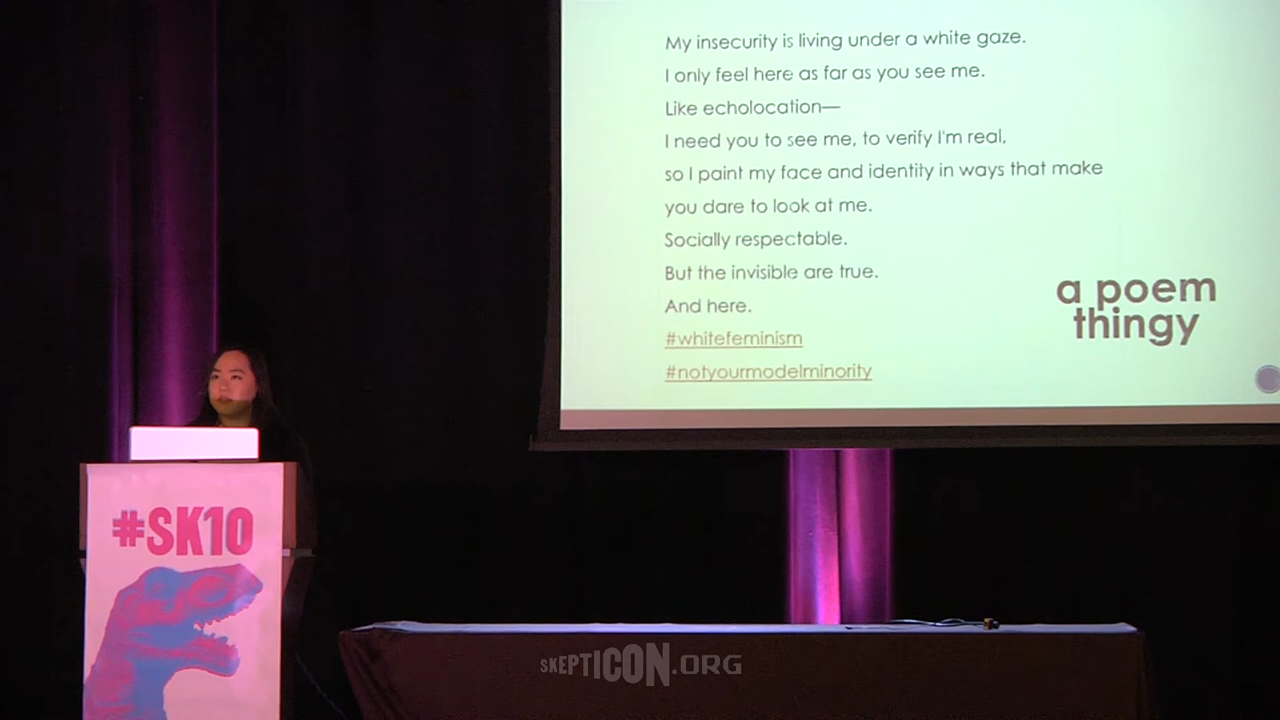 My insecurity is living under a white gaze.
I only feel here as far as you see me.
Like echolocation—
I need you to see me, to verify I'm real,
so I paint my face and identity in ways that make
you dare to look at me.
Socially respectable.
But the invisible are true.
And here.
#whitefeminism
#notyourmodelminority
a poem
thingy
#SK10
SKEPTICON.ORG